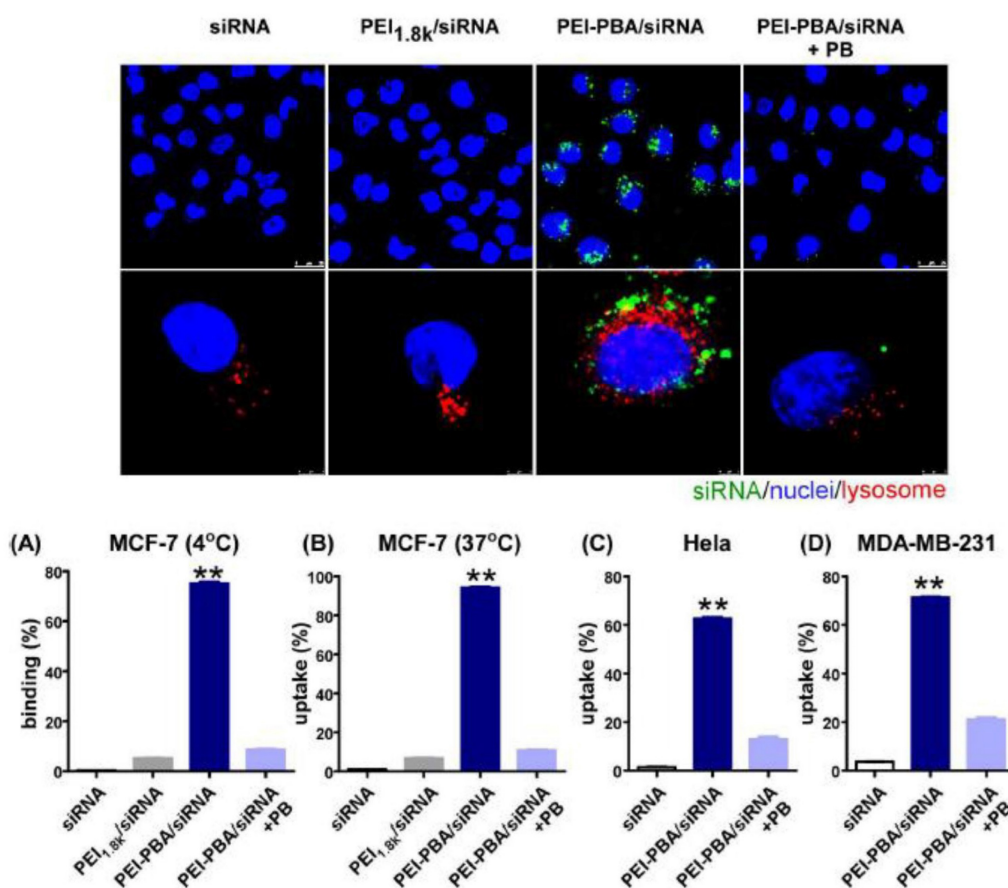 siRNA PEI1.8k/siRNA PEI-PBA/siRNA PEI-PBA/siRNA
+ PB
siRNA/nuclei/lysosome
(A) MCF-7 (4oC)
binding (%)
80
60
40
20
0
siRNA
PEI1.8k/siRNA
PEI-PBA/siRNA
PEI-PBA/siRNA
+PB
**
(B) MCF-7 (37oC)
uptake (%)
100
80
60
40
20
0
siRNA
PEI1.8k/siRNA
PEI-PBA/siRNA
PEI-PBA/siRNA
+PB
**
(C) Hela
uptake (%)
80
60
40
20
0
siRNA
PEI-PBA/siRNA
PEI-PBA/siRNA
+PB
**
(D) MDA-MB-231
uptake (%)
80
60
40
20
0
siRNA
PEI-PBA/siRNA
PEI-PBA/siRNA
+PB
**